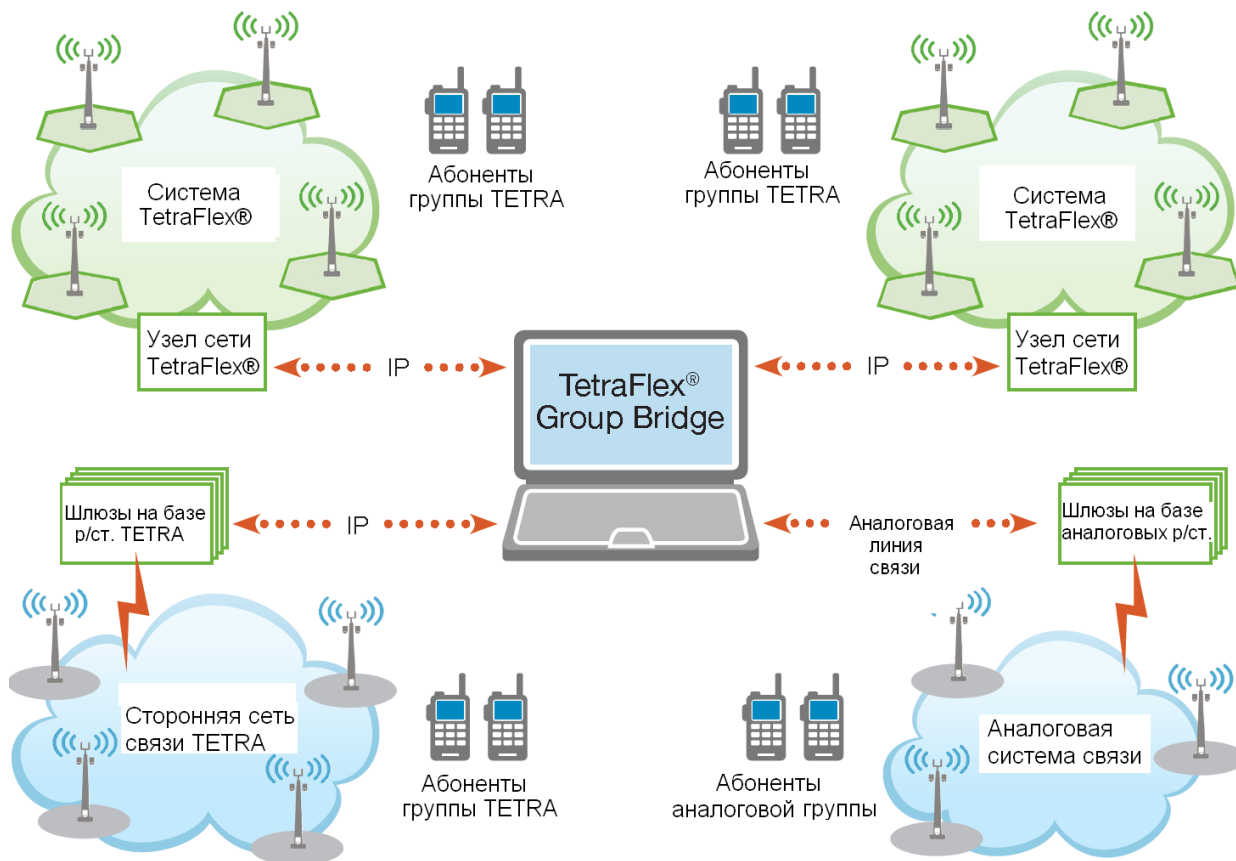 Абоненты
группы TETRA
Абоненты
группы TETRA
Система
TetraFlex®
Система
TetraFlex®
Узел сети
TetraFlex®
IP
TetraFlex®
Group Bridge
IP
Узел сети
TetraFlex®
Шлюзы на базе
р/ст. TETRA
IP
Аналоговая
линия
связи
Шлюзы на базе
аналоговых р/ст.
Сторонняя сеть
связи TETRA
Абоненты
группы TETRA
Абоненты
аналоговой группы
Аналоговая
система связи